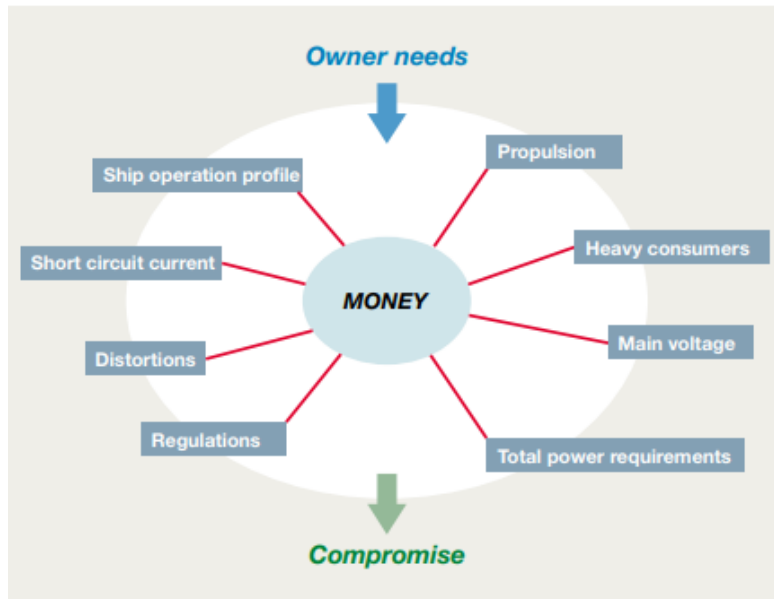 Owner needs
Propulsion
Ship operation profile
Heavy consumers
Short circuit current
MONEY
Main voltage
Distortions
Regulations
Total power requirements
Compromise